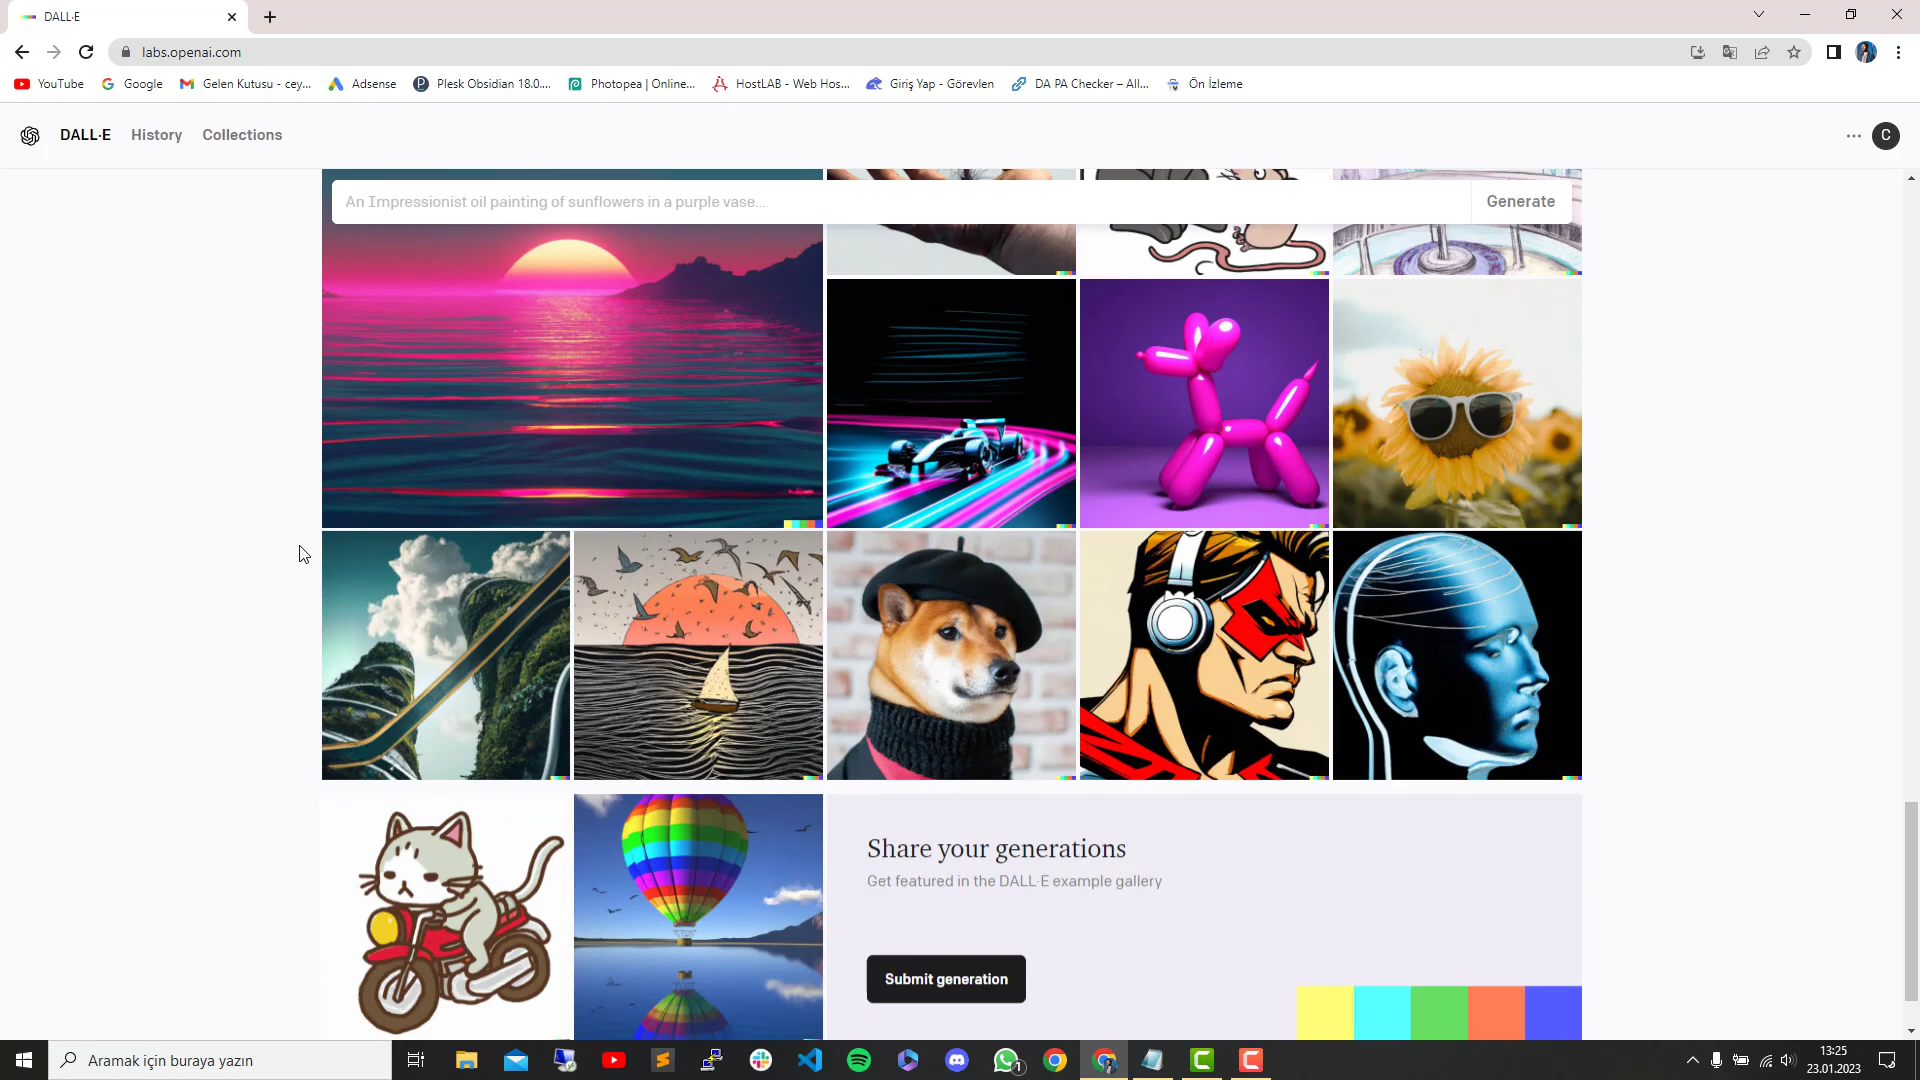 DALL·E
labs.openai.com
YouTube
Google
Gelen Kutusu - cey...
Adsense
Plesk Obsidian 18.0....
Photopea | Online...
HostLAB - Web Hos...
Giriş Yap - Görevlen
DA PA Checker – All...
Ön İzleme
DALL·E
History
Collections
C
An Impressionist oil painting of sunflowers in a purple vase...
Generate
Share your generations
Get featured in the DALL·E example gallery
Submit generation
Aramak için buraya yazın
1
13:25
23.01.2023